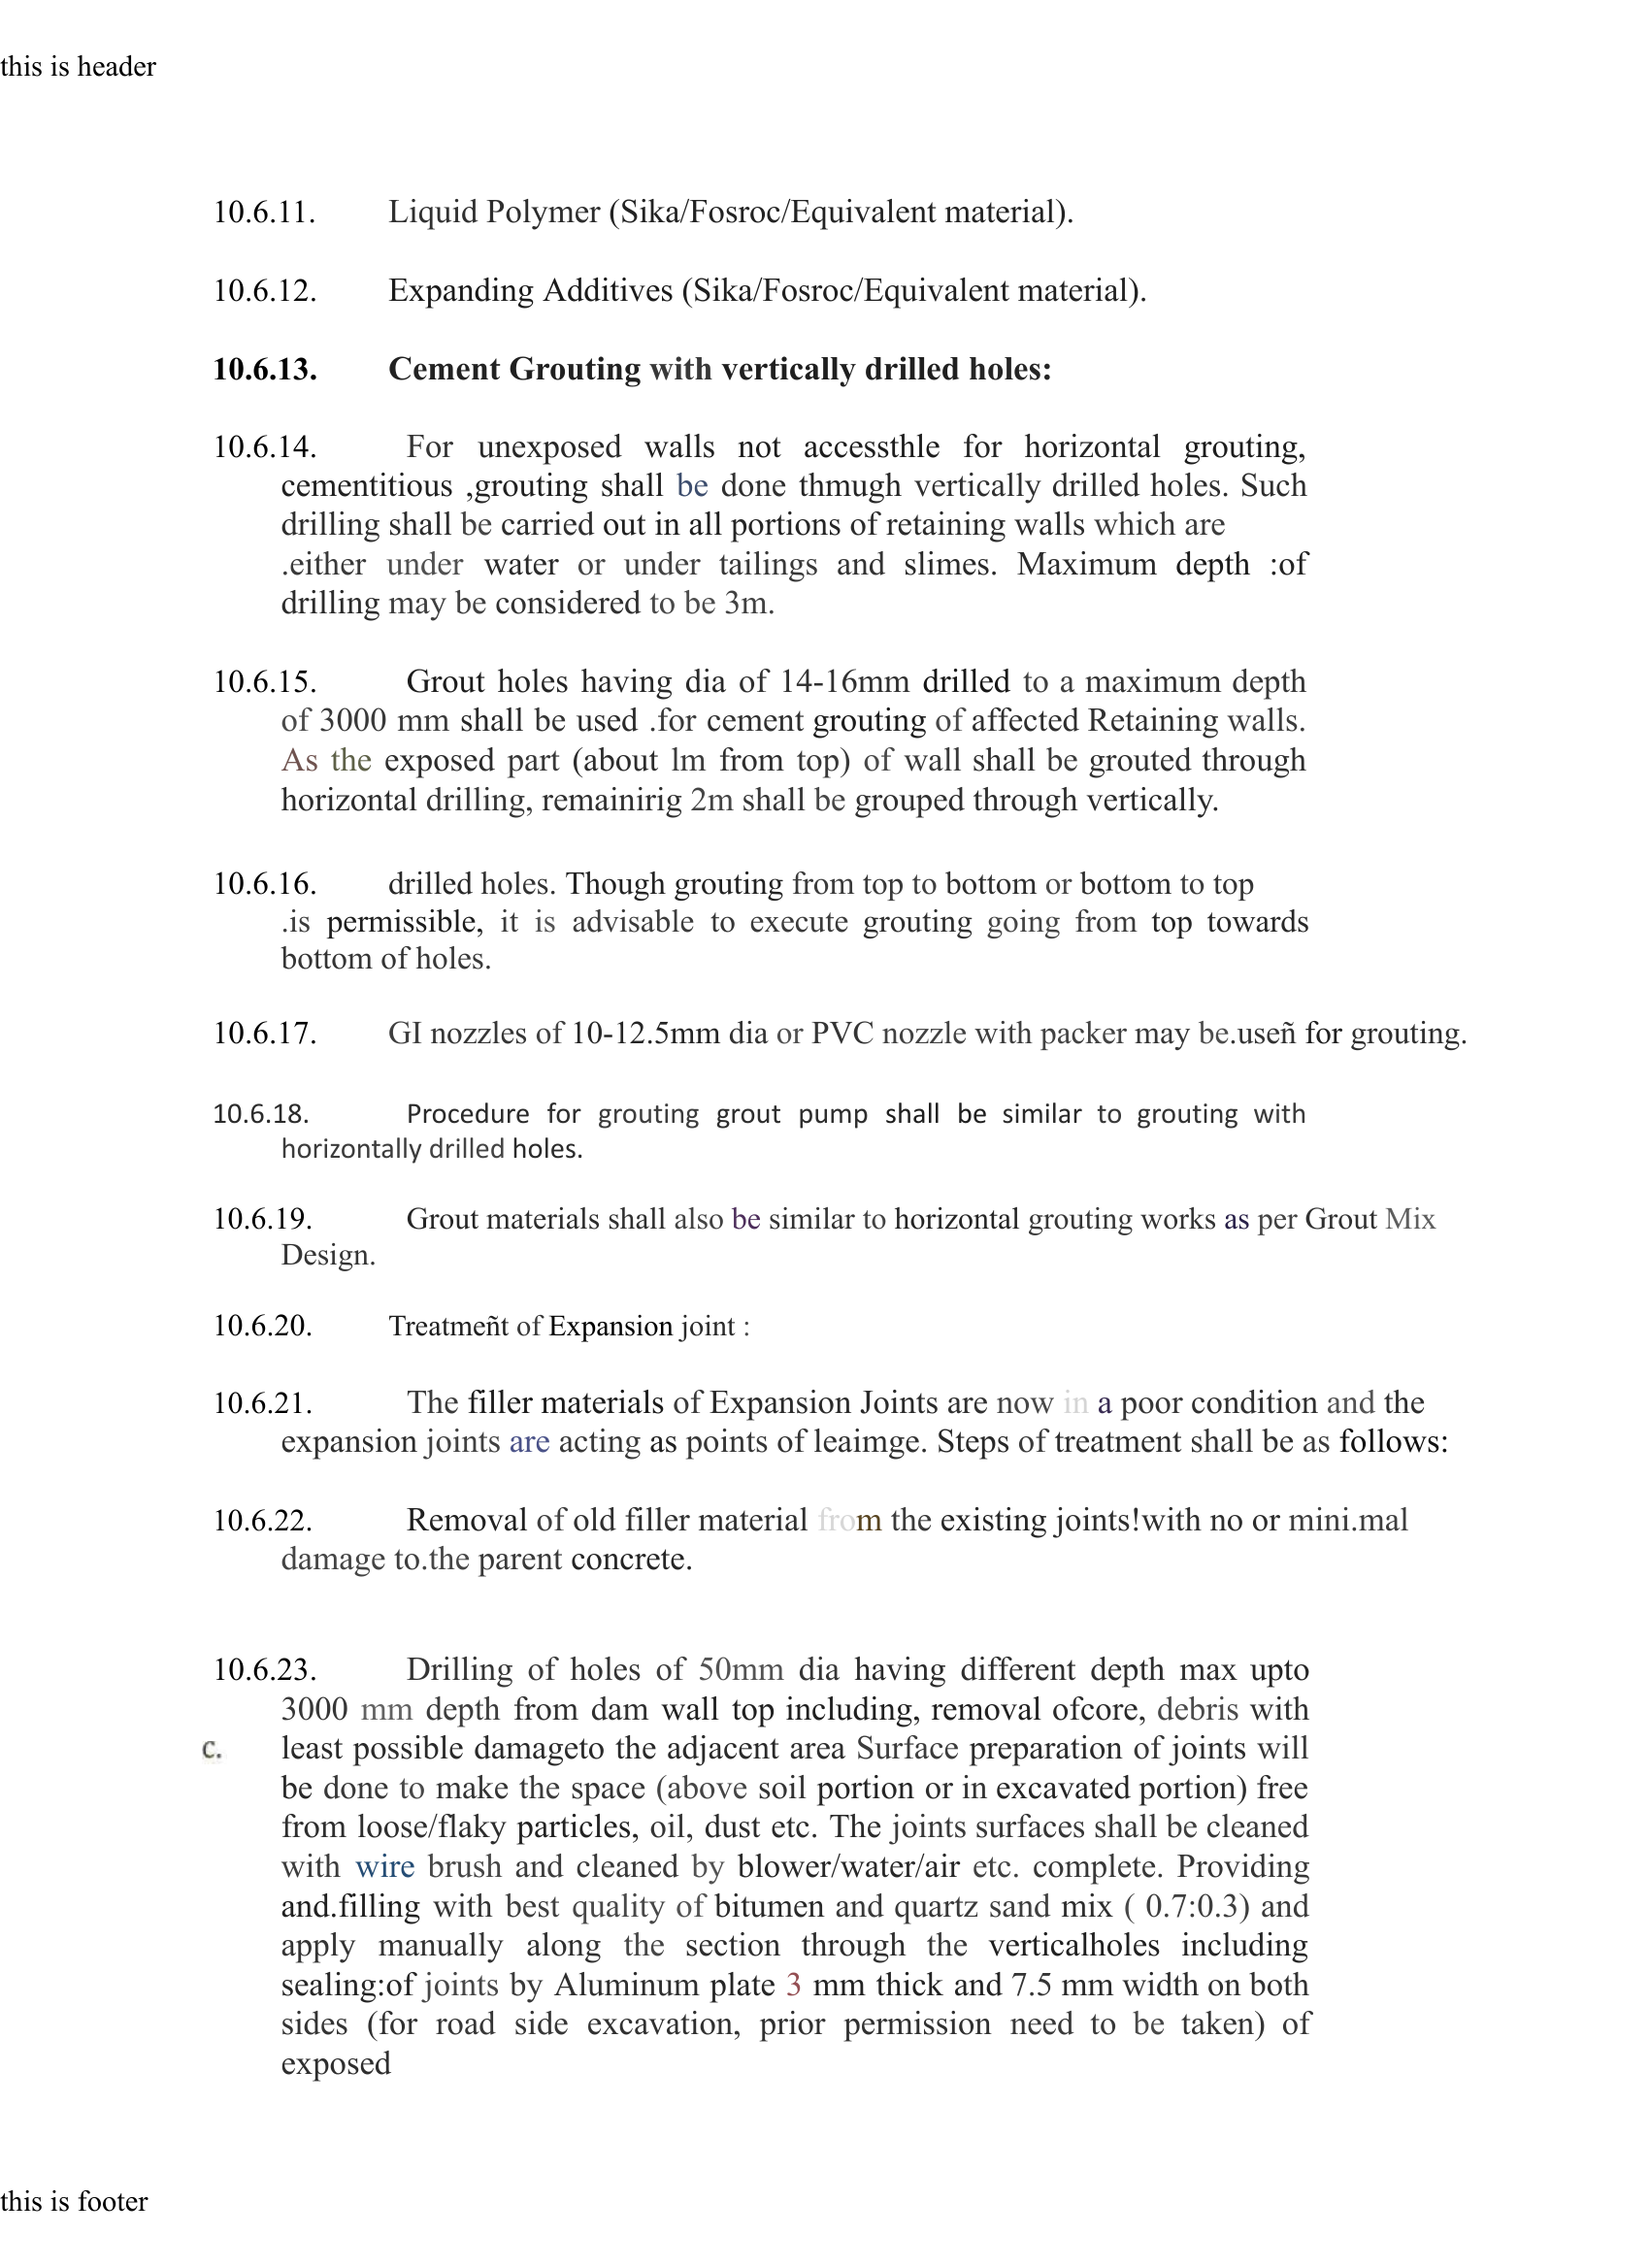 this is header
10.6.11. Liquid Polymer (Sika/Fosroc/Equivalent material).
10.6.12. Expanding Additives (Sika/Fosroc/Equivalent material).
10.6.13. Cement Grouting with vertically drilled holes:
10.6.14. For unexposed walls not accessthle for horizontal grouting,
cementitious ,grouting shall be done thmugh vertically drilled holes. Such
drilling shall be carried out in all portions of retaining walls which are
.either under water or under tailings and slimes. Maximum depth :of
drilling may be considered to be 3m.
10.6.15. Grout holes having dia of 14-16mm drilled to a maximum depth
of 3000 mm shall be used .for cement grouting of affected Retaining walls.
As the exposed part (about lm from top) of wall shall be grouted through
horizontal drilling, remainirig 2m shall be grouped through vertically.
10.6.16. drilled holes. Though grouting from top to bottom or bottom to top
.is permissible, it is advisable to execute grouting going from top towards
bottom of holes.
10.6.17. GI nozzles of 10-12.5mm dia or PVC nozzle with packer may be.useñ for grouting.
10.6.18. Procedure for grouting grout pump shall be similar to grouting with
horizontally drilled holes.
10.6.19. Grout materials shall also be similar to horizontal grouting works as per Grout Mix
Design.
10.6.20. Treatmeñt of Expansion joint :
10.6.21. The filler materials of Expansion Joints are now in a poor condition and the
expansion joints are acting as points of leaimge. Steps of treatment shall be as follows:
10.6.22. Removal of old filler material from the existing joints!with no or mini.mal
damage to.the parent concrete.
10.6.23. Drilling of holes of 50mm dia having different depth max upto
3000 mm depth from dam wall top including, removal ofcore, debris with
c. least possible damageto the adjacent area Surface preparation of joints will
be done to make the space (above soil portion or in excavated portion) free
from loose/flaky particles, oil, dust etc. The joints surfaces shall be cleaned
with wire brush and cleaned by blower/water/air etc. complete. Providing
and.filling with best quality of bitumen and quartz sand mix ( 0.7:0.3) and
apply manually along the section through the verticalholes including
sealing:of joints by Aluminum plate 3 mm thick and 7.5 mm width on both
sides (for road side excavation, prior permission need to be taken) of
exposed
this is footer